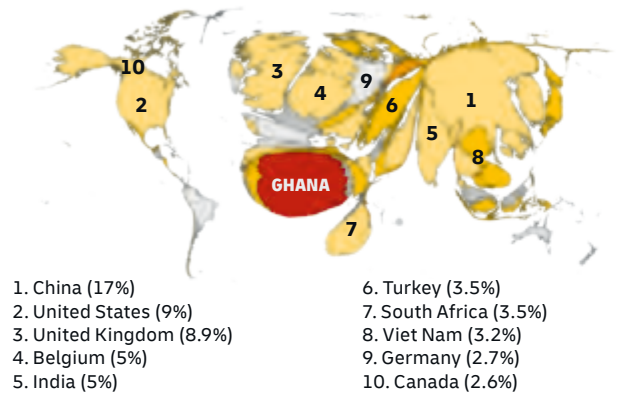 10
3
9
4
2
1
6
5
8
GHANA
7
1. China (17%)
2. United States (9%)
3. United Kingdom (8.9%)
4. Belgium (5%)
5. India (5%)
6. Turkey (3.5%)
7. South Africa (3.5%)
8. Viet Nam (3.2%)
9. Germany (2.7%)
10. Canada (2.6%)